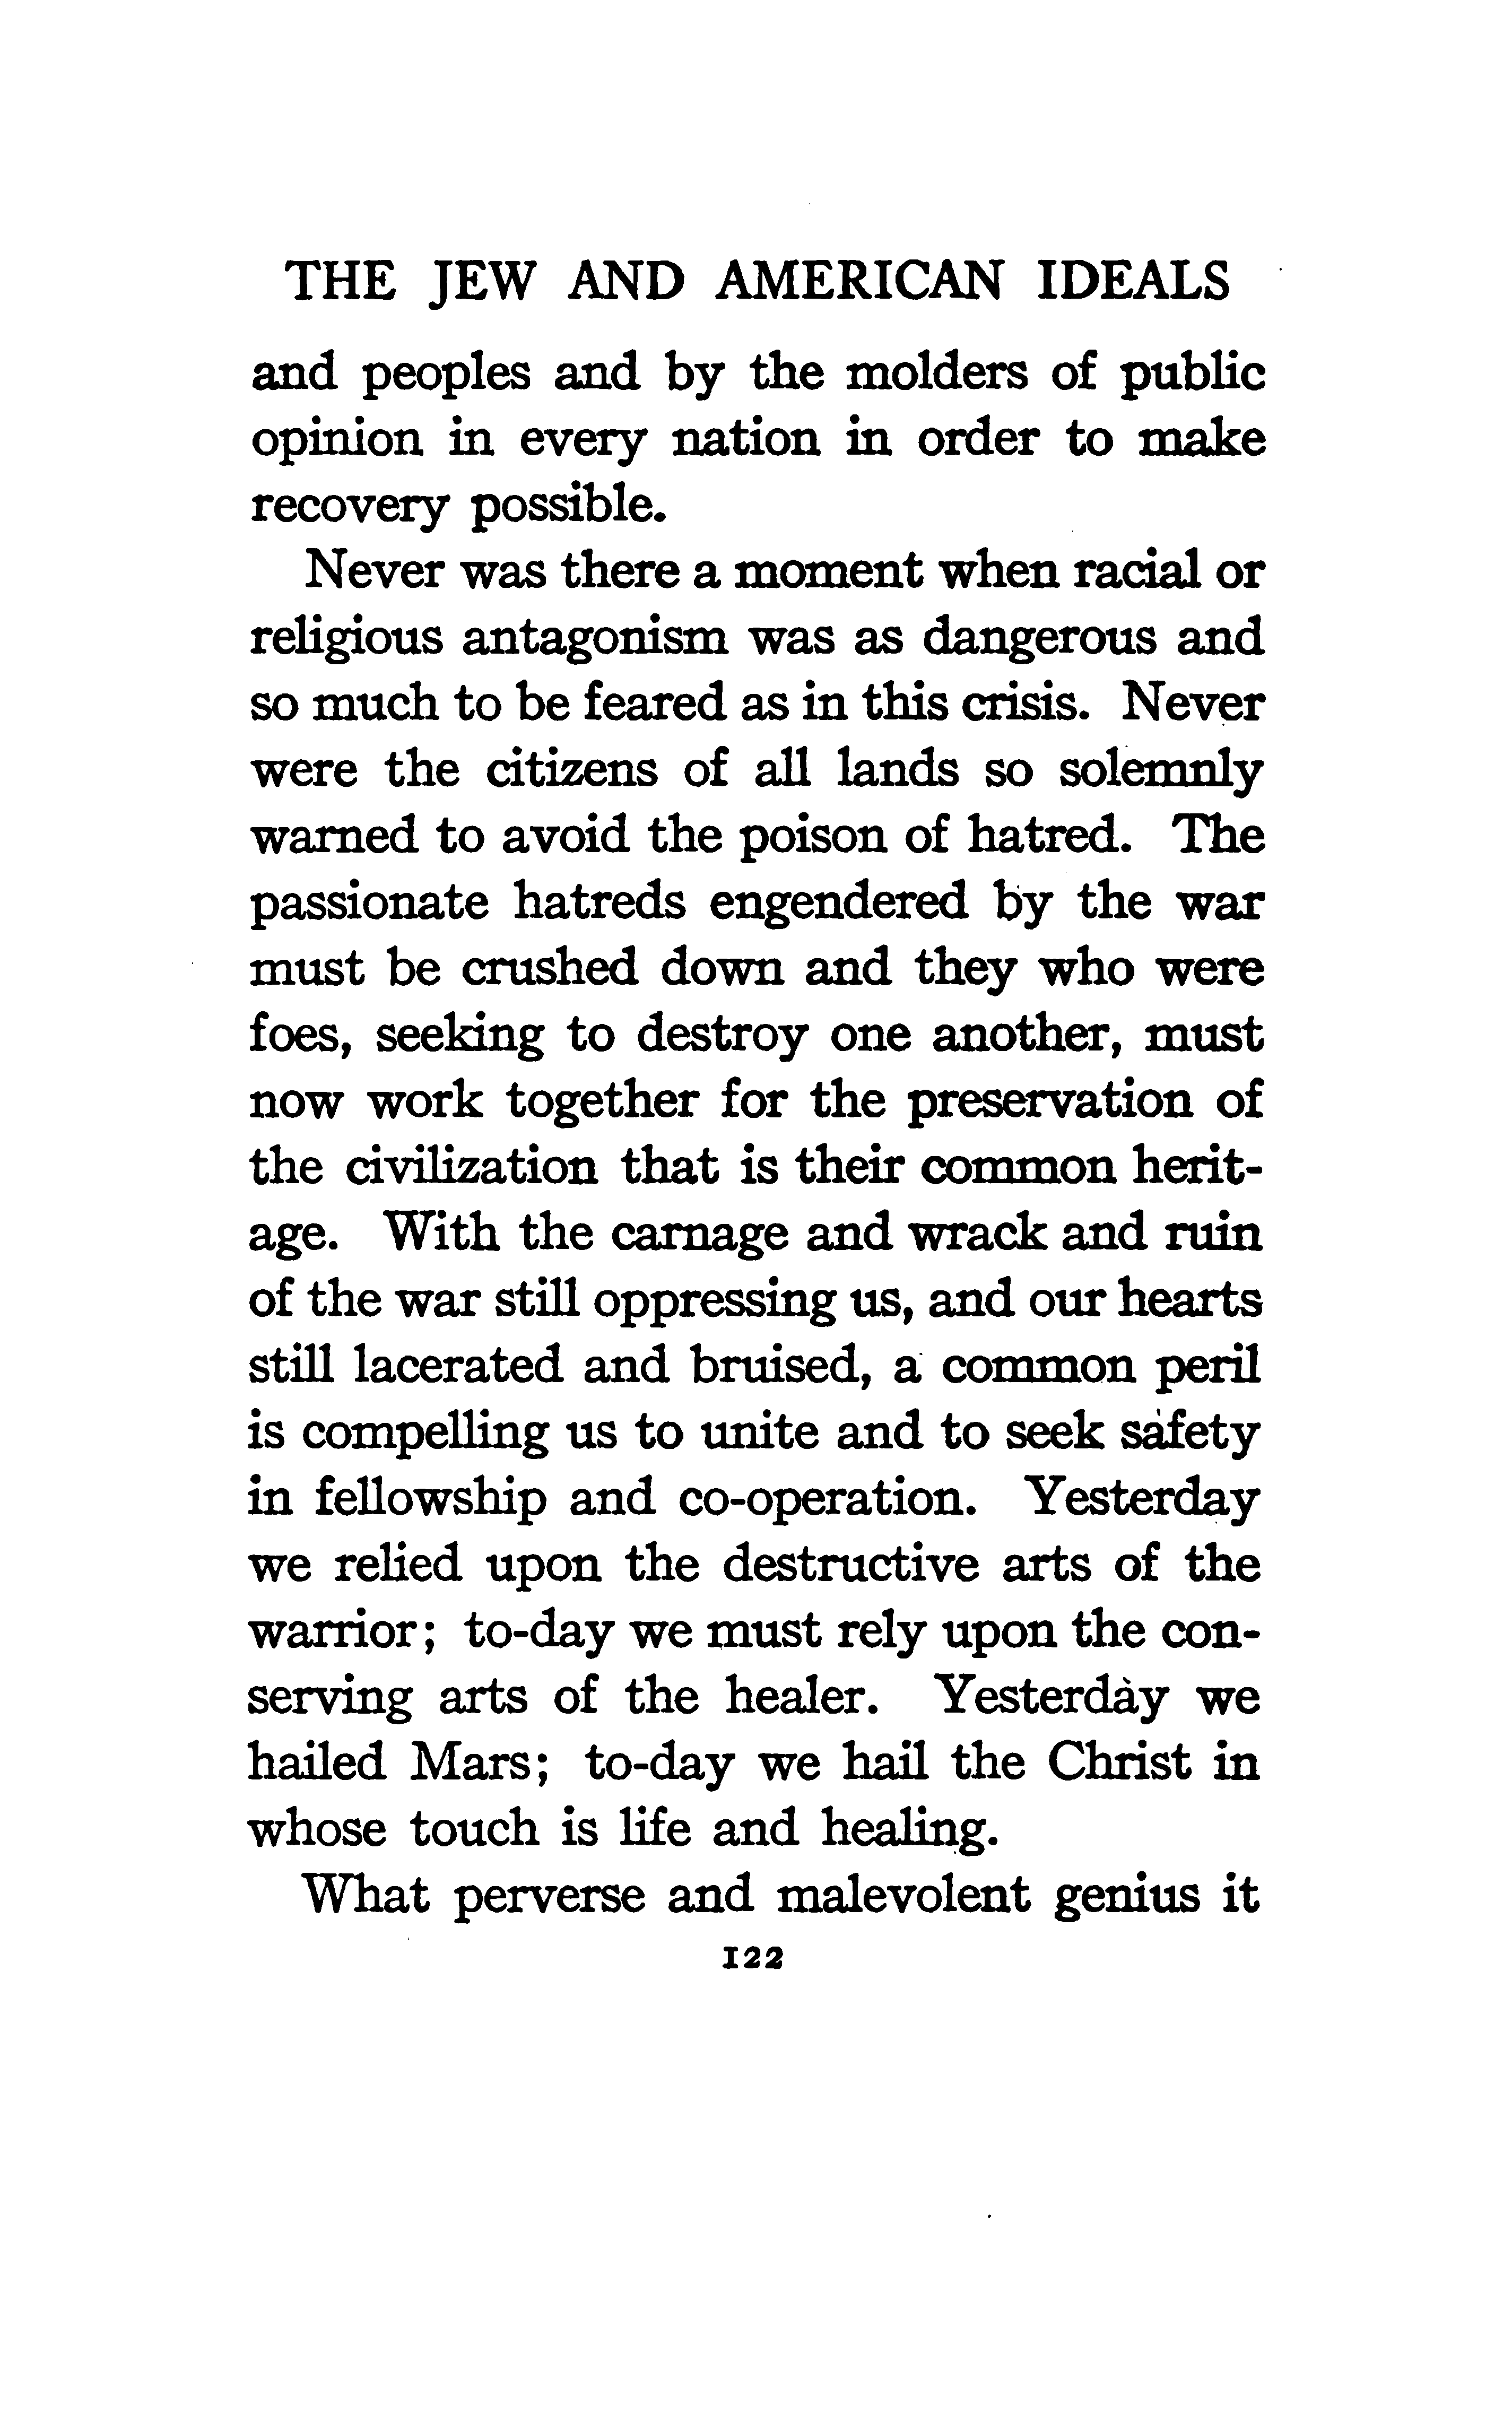 THE JEW AND AMERICAN IDEALS
and peoples and by the molders of public
opinion in every nation in order to make
recovery possible.
Never was there a moment when racial or
religious antagonism was as dangerous and
so much to be feared as in this crisis. Never
were the citizens of all lands so solemnly
warned to avoid the poison of hatred. The
passionate hatreds engendered by the war
must be crushed down and they who were
foes, seeking to destroy one another, must
now work together for the preservation of
the civilization that is their common herit-
age. With the carnage and wrack and ruin
of the war still oppressing us, and our hearts
still lacerated and bruised, a common peril
is compelling us to unite and to seek safety
in fellowship and co-operation. Yesterday
we relied upon the destructive arts of the
warrior; to-day we must rely upon the con-
serving arts of the healer. Yesterday we
hailed Mars; to-day we hail the Christ in
whose touch is life and healing.
What perverse and malevolent genius it
122